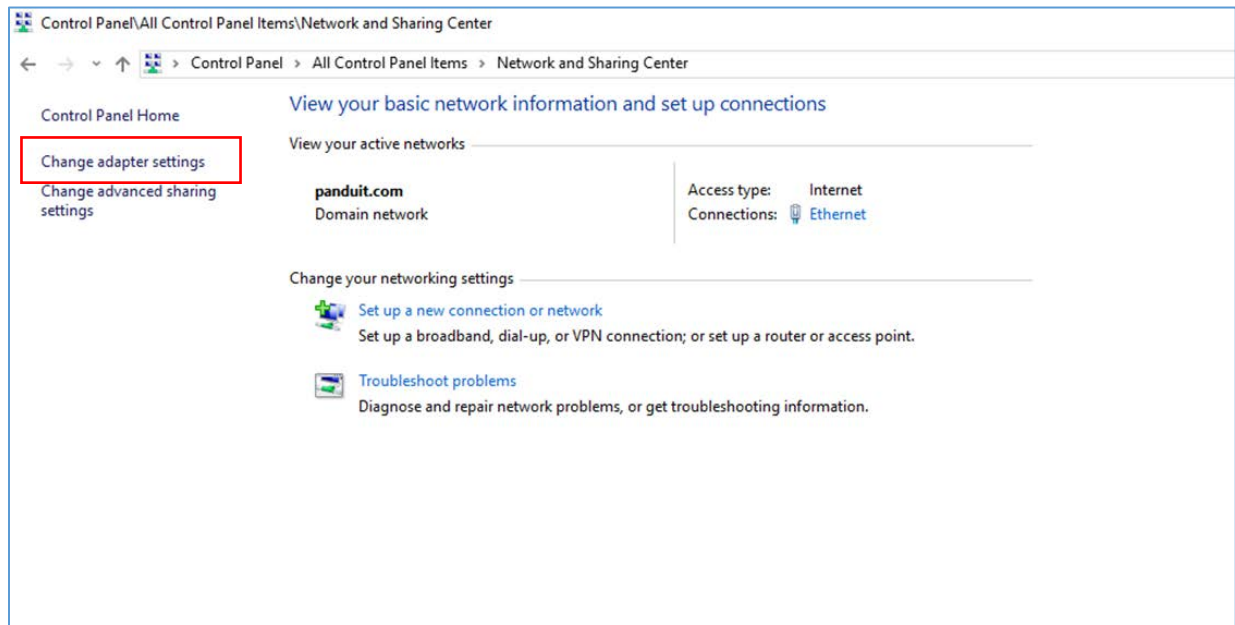 Control Panel\All Control Panel Items\Network and Sharing Center
Control Panel > All Control Panel Items > Network and Sharing Center
Control Panel Home
Change adapter settings
Change advanced sharing
settings
View your basic network information and set up connections
View your active networks
panduit.com
Domain network
Access type: Internet
Connections: Ethernet
Change your networking settings
Set up a new connection or network
Set up a broadband, dial-up, or VPN connection; or set up a router or access point.
Troubleshoot problems
Diagnose and repair network problems, or get troubleshooting information.